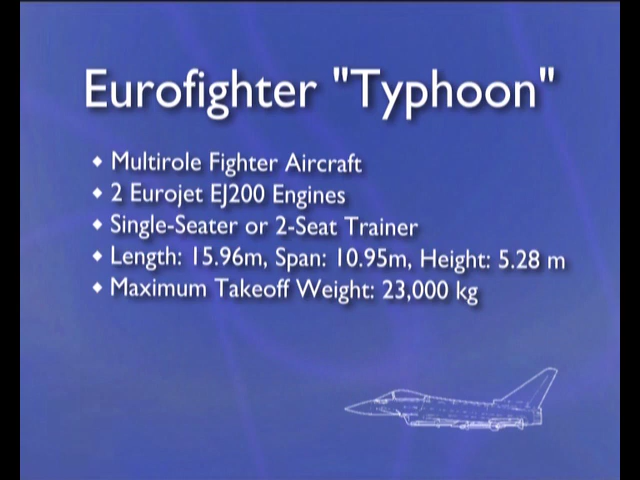 Eurofighter "Typhoon"
◆ Multirole Fighter Aircraft
◆ 2 Eurojet EJ200 Engines
◆ Single-Seater or 2-Seat Trainer
◆ Length: 15.96m, Span: 10.95m, Height: 5.28 m
◆ Maximum Takeoff Weight: 23,000 kg